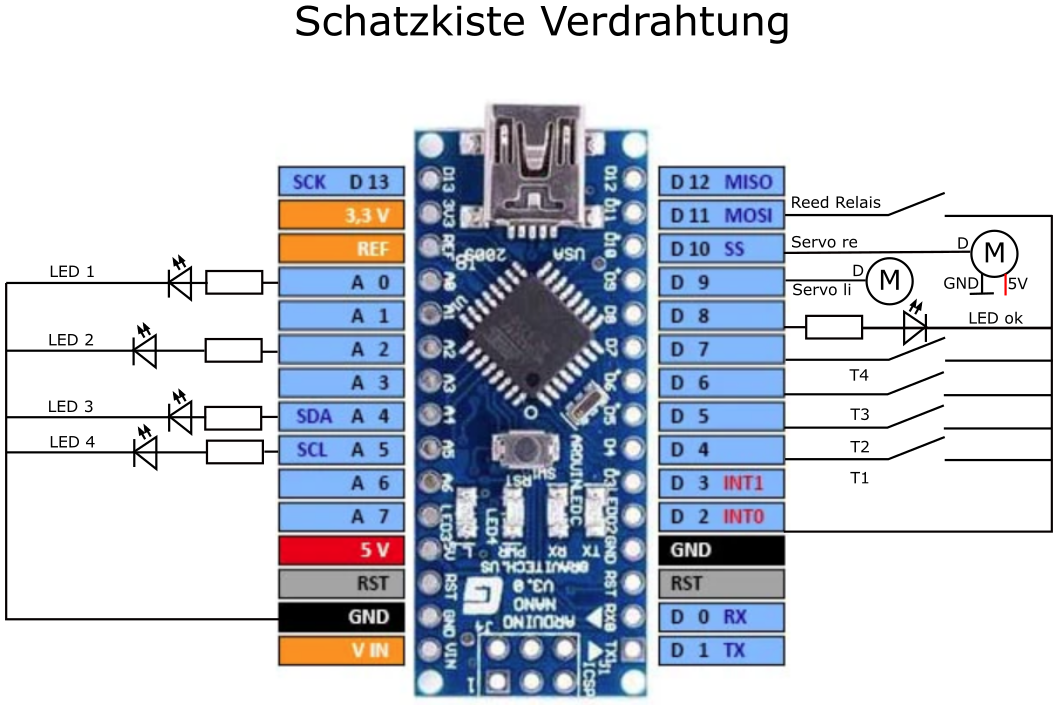 Schatzkiste Verdrahtung
SCK D 13
3,3 V
REF
A 0
A 1
A 2
A 3
SDA A 4
SCL A 5
A 6
A 7
5 V
RST
GND
V IN
LED 1
LED 2
LED 3
LED 4
D13
3V3
REF
A0
A1
A2
A3
A4
A5
A6
5V
RST
GND
VIN
USA
2009
SW1
RST
ARDUINO
L
PWR
RX
TX
LED3
LED4
LED2
GRAVITECH.US
ARDUINO
NANO
V3.0
J4
J1
1
ICSP
D12
D11
D10
D9
D8
D7
D6
D5
D4
D3
GND
RST
RX0
TX1
D 12 MISO
D 11 MOSI
D 10 SS
D 9
D 8
D 7
D 6
D 5
D 4
D 3 INT1
D 2 INT0
GND
RST
D 0 RX
D 1 TX
Reed Relais
Servo re
D
M
D
M
Servo li
GND
5V
LED ok
T4
T3
T2
T1